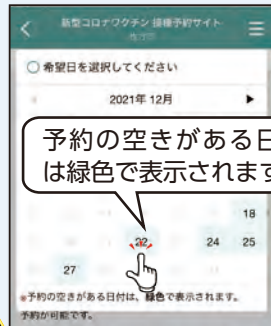 新型コロナワクチン 接種予約サイト
希望日を選択してください
2021年 12月
予約の空きがある日
は緑色で表示されます
18
22
24 25
27
※予約の空きがある日付は、緑色で表示されます。
予約が可能です。